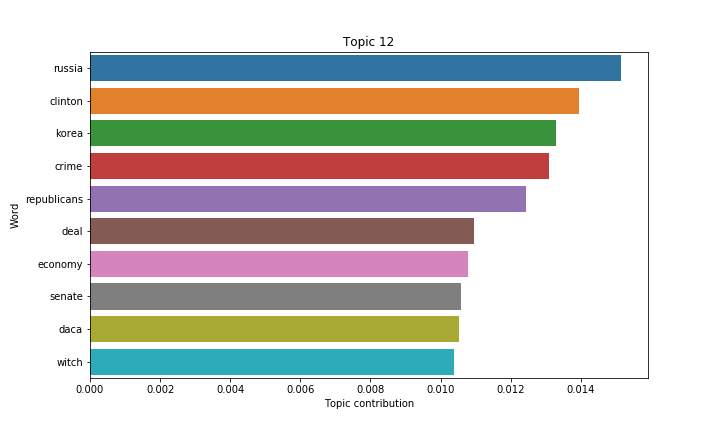 Topic 12
Word
russia
clinton
korea
crime
republicans
deal
economy
senate
daca
witch
0.000 0.002 0.004 0.006 0.008 0.010 0.012 0.014
Topic contribution